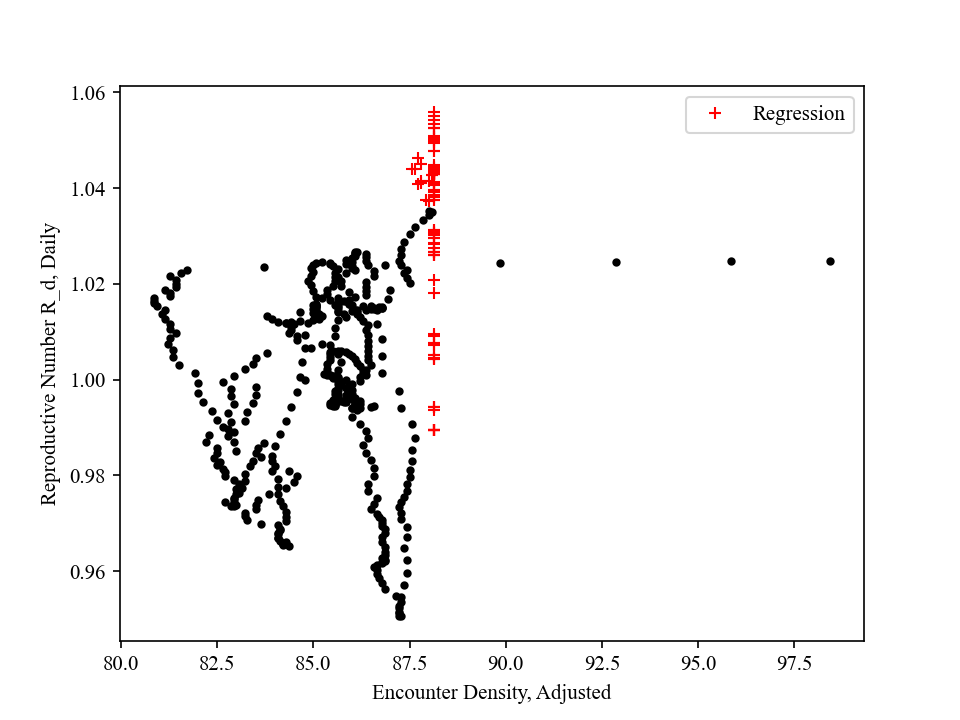 1.06
Regression
1.04
1.02
1.00
0.98
0.96
Reproductive Number R_d, Daily
80.0 82.5 85.0 87.5 90.0 92.5 95.0 97.5
Encounter Density, Adjusted